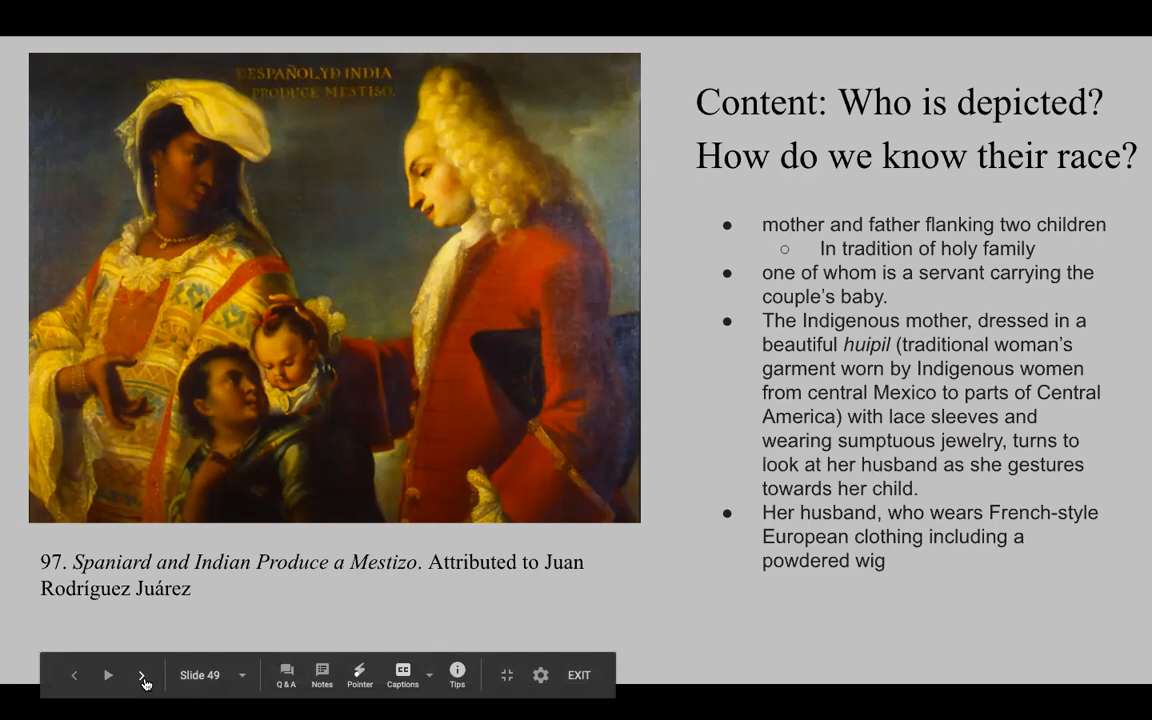 DESPAÑOL, YD INDIA
PRODUCE MESTISO.
Content: Who is depicted?
How do we know their race?
● mother and father flanking two children
○ In tradition of holy family
● one of whom is a servant carrying the
couple's baby.
● The Indigenous mother, dressed in a
beautiful huipil (traditional woman's
garment worn by Indigenous women
from central Mexico to parts of Central
America) with lace sleeves and
wearing sumptuous jewelry, turns to
look at her husband as she gestures
towards her child.
● Her husband, who wears French-style
European clothing including a
powdered wig
97. Spaniard and Indian Produce a Mestizo. Attributed to Juan
Rodríguez Juárez
Slide 49
Q & A
Notes
Pointer
CC
Captions
Tips
EXIT